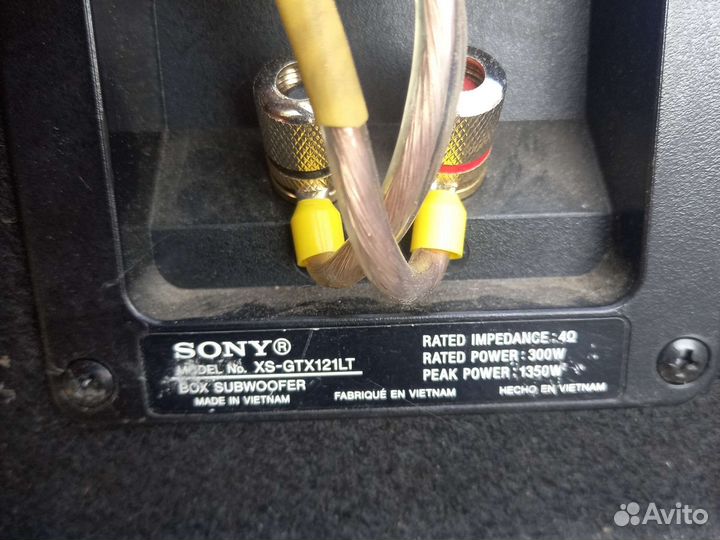 SONY®
MODEL No. XS-GTX121LT
BOX SUBWOOFER
MADE IN VIETNAM
FABRIQUÉ EN VIETNAM
RATED IMPEDANCE : 4Ω
RATED POWER : 300W
PEAK POWER : 1350W
HECHO EN VIETNAM
Avito